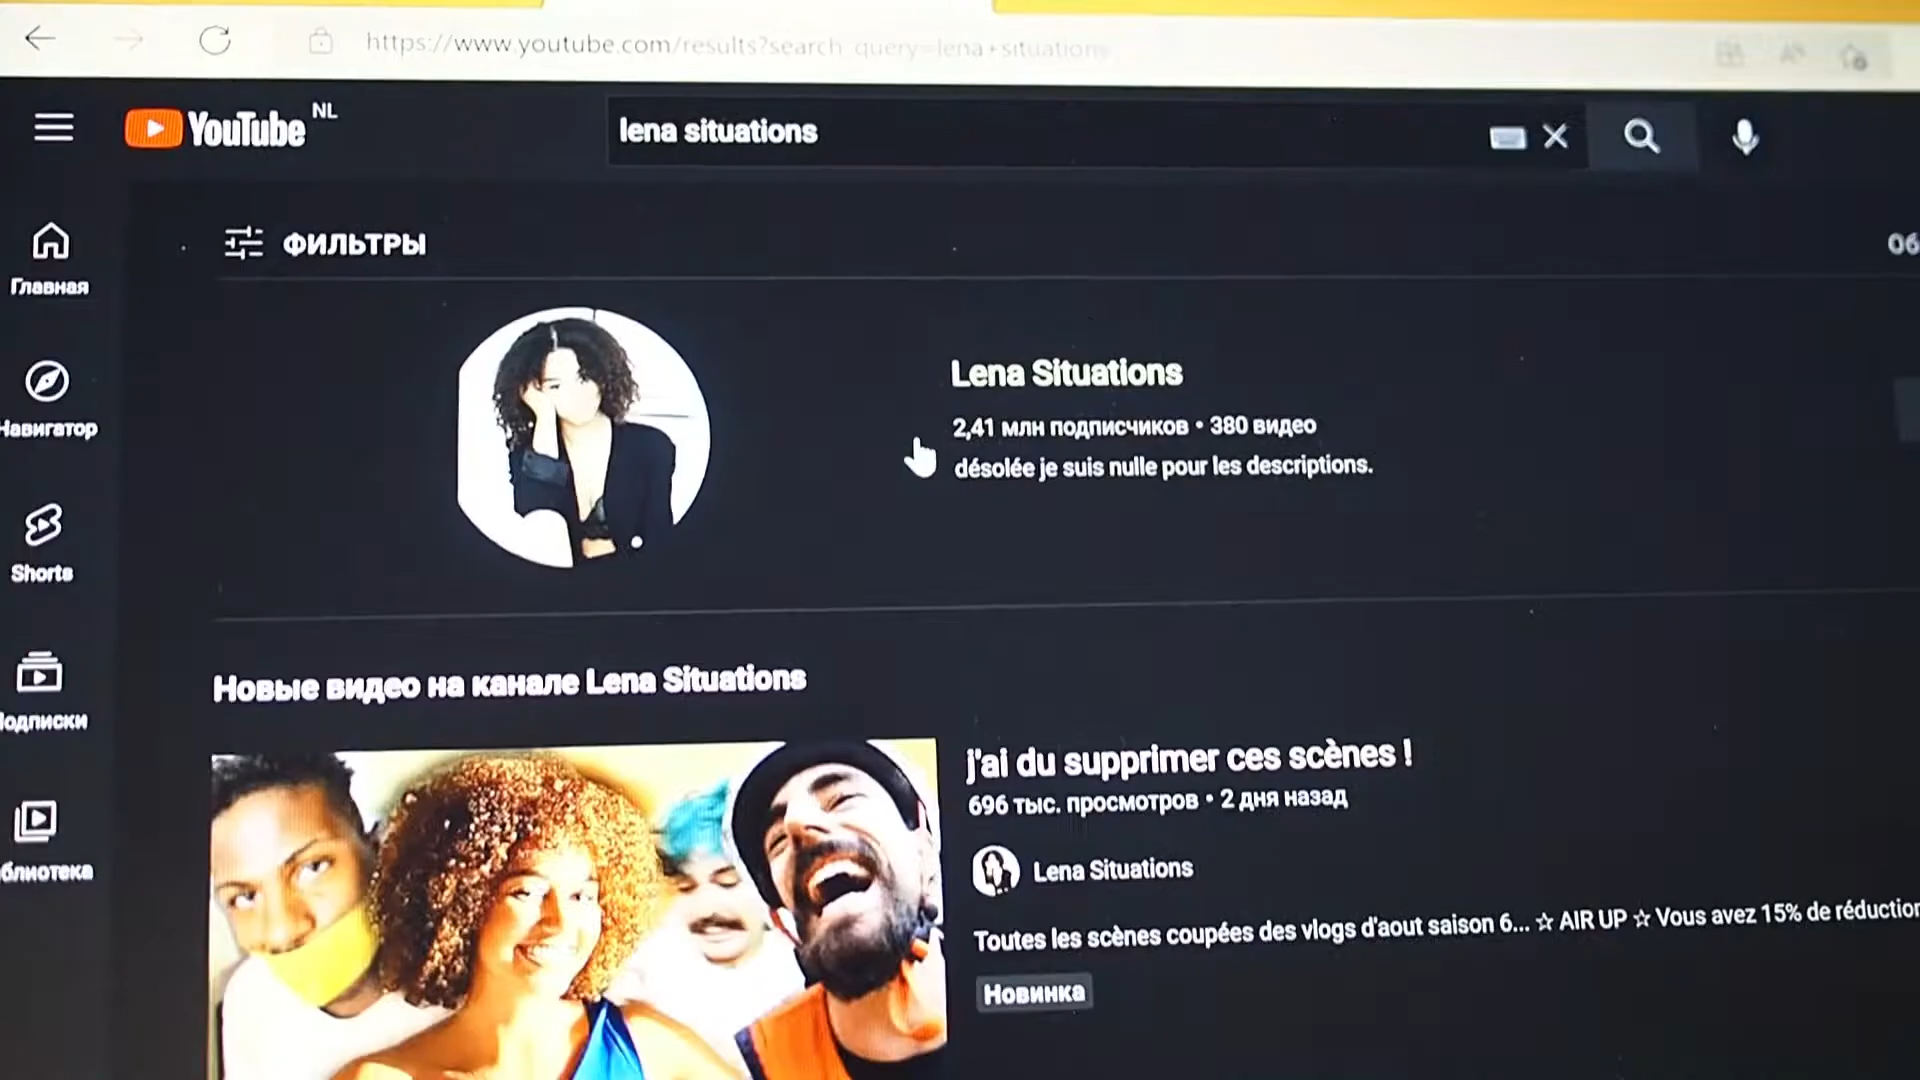 https://www.youtube.com/results?search_query=lena+situations
YouTube NL
lena situations
ФИЛЬТРЫ
Главная
Lena Situations
2,41 млн подписчиков • 380 видео
désolée je suis nulle pour les descriptions.
Навигатор
Shorts
Новые видео на канале Lena Situations
j'ai du supprimer ces scènes !
696 тыс. просмотров • 2 дня назад
Lena Situations
Toutes les scènes coupées des vlogs d'aout saison 6... ☆ AIR UP ☆ Vous avez 15% de réduction
Новинка